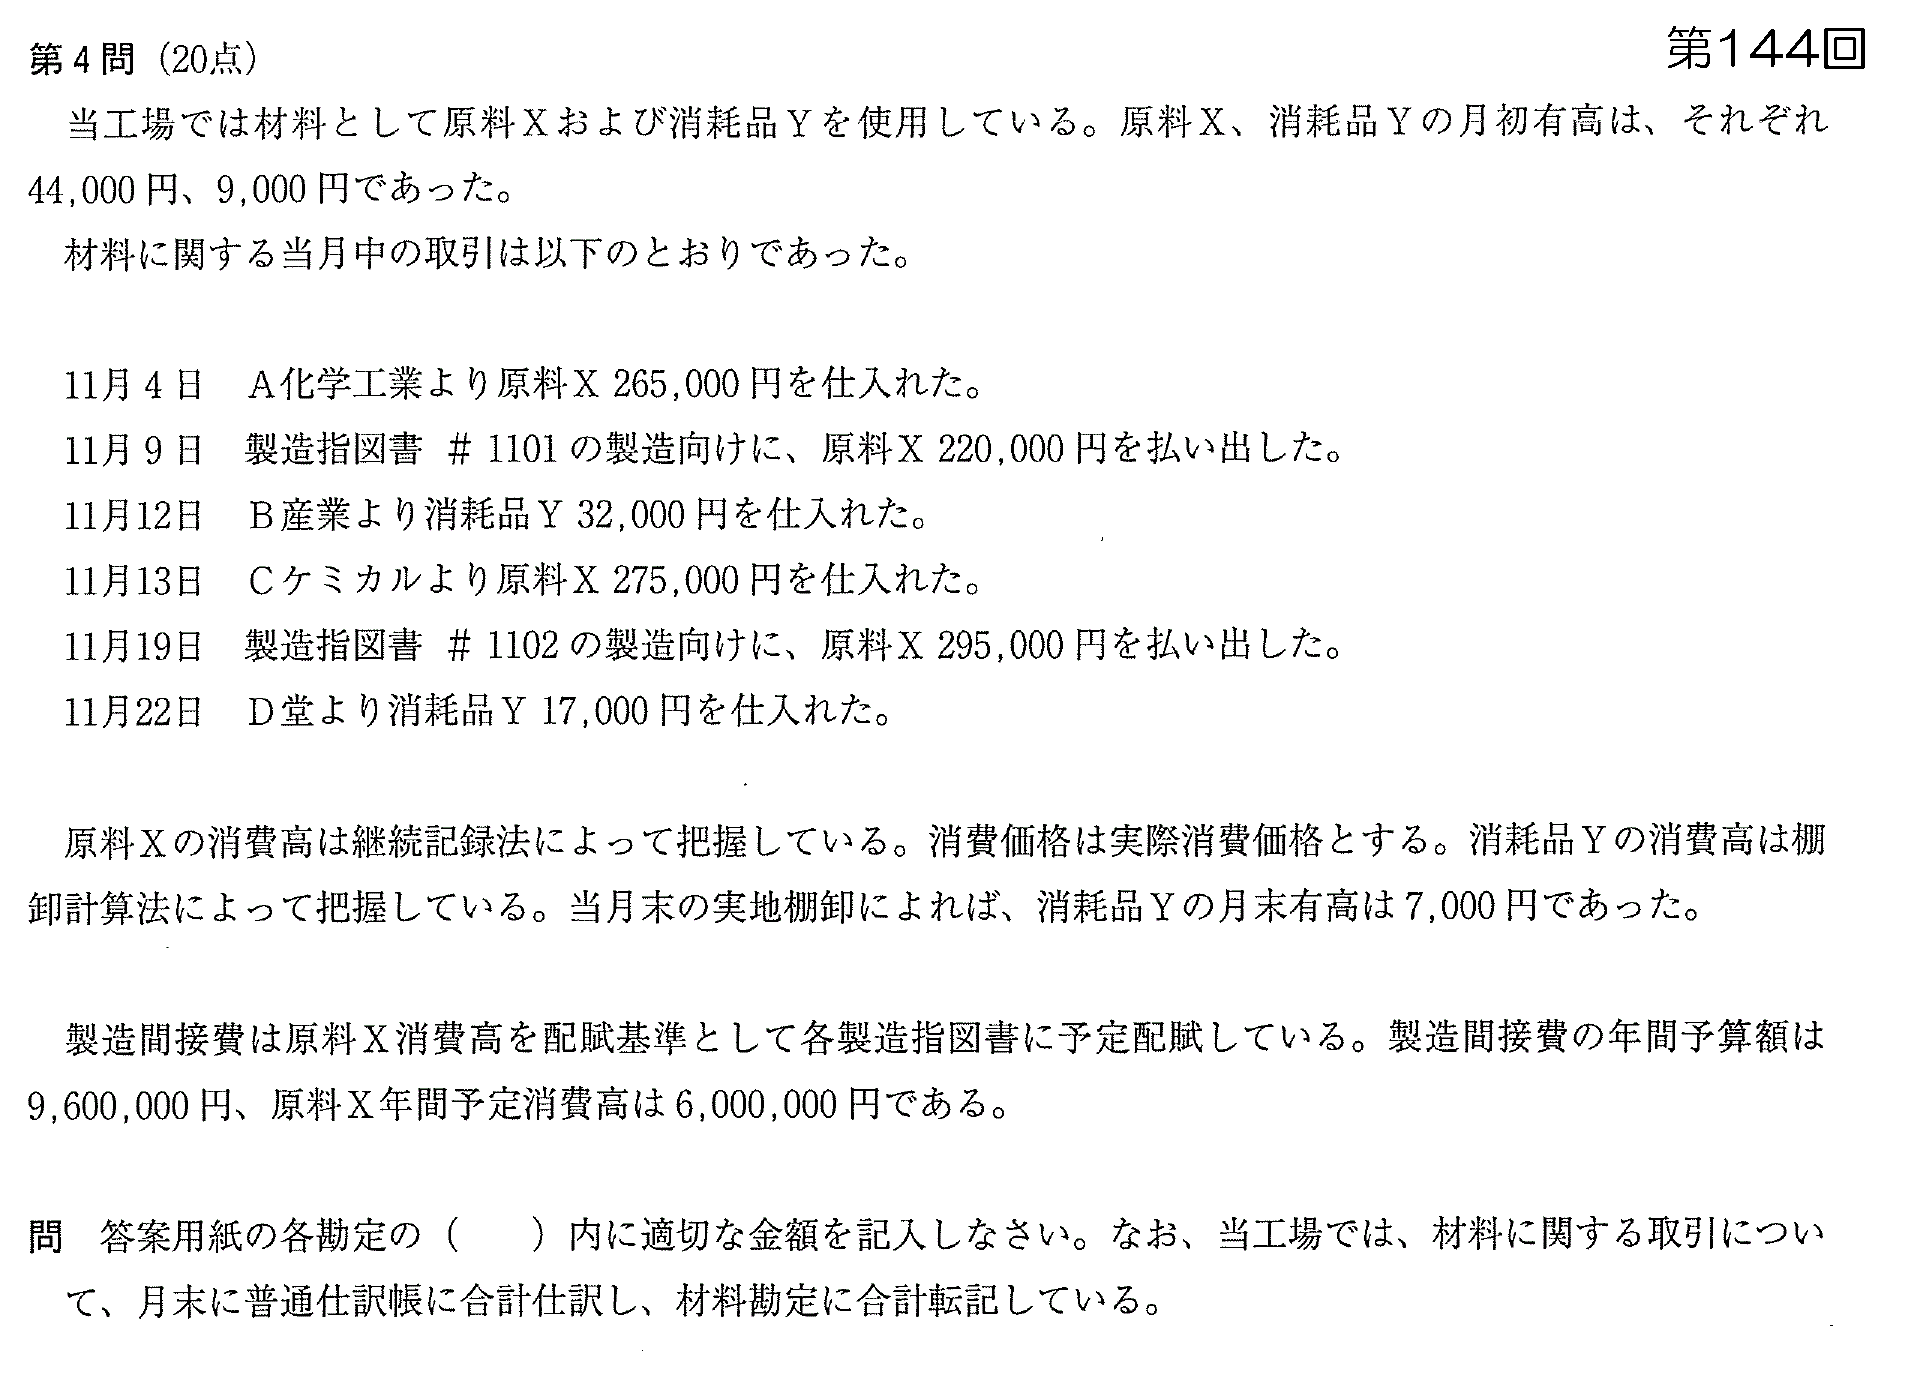 第144回
第4問（20点）
当工場では材料として原料Xおよび消耗品Yを使用している。原料X、消耗品Yの月初有高は、それぞれ
44,000円、9,000円であった。
材料に関する当月中の取引は以下のとおりであった。
11月4日　A化学工業より原料X 265,000円を仕入れた。
11月9日　製造指図書 ＃1101の製造向けに、原料X 220,000円を払い出した。
11月12日　B産業より消耗品Y 32,000円を仕入れた。
11月13日　Cケミカルより原料X 275,000円を仕入れた。
11月19日　製造指図書 ＃1102の製造向けに、原料X 295,000円を払い出した。
11月22日　D堂より消耗品Y 17,000円を仕入れた。
原料Xの消費高は継続記録法によって把握している。消費価格は実際消費価格とする。消耗品Yの消費高は棚
卸計算法によって把握している。当月末の実地棚卸によれば、消耗品Yの月末有高は7,000円であった。
製造間接費は原料X消費高を配賦基準として各製造指図書に予定配賦している。製造間接費の年間予算額は
9,600,000円、原料X年間予定消費高は6,000,000円である。
問　答案用紙の各勘定の（　　）内に適切な金額を記入しなさい。なお、当工場では、材料に関する取引につい
て、月末に普通仕訳帳に合計仕訳し、材料勘定に合計転記している。